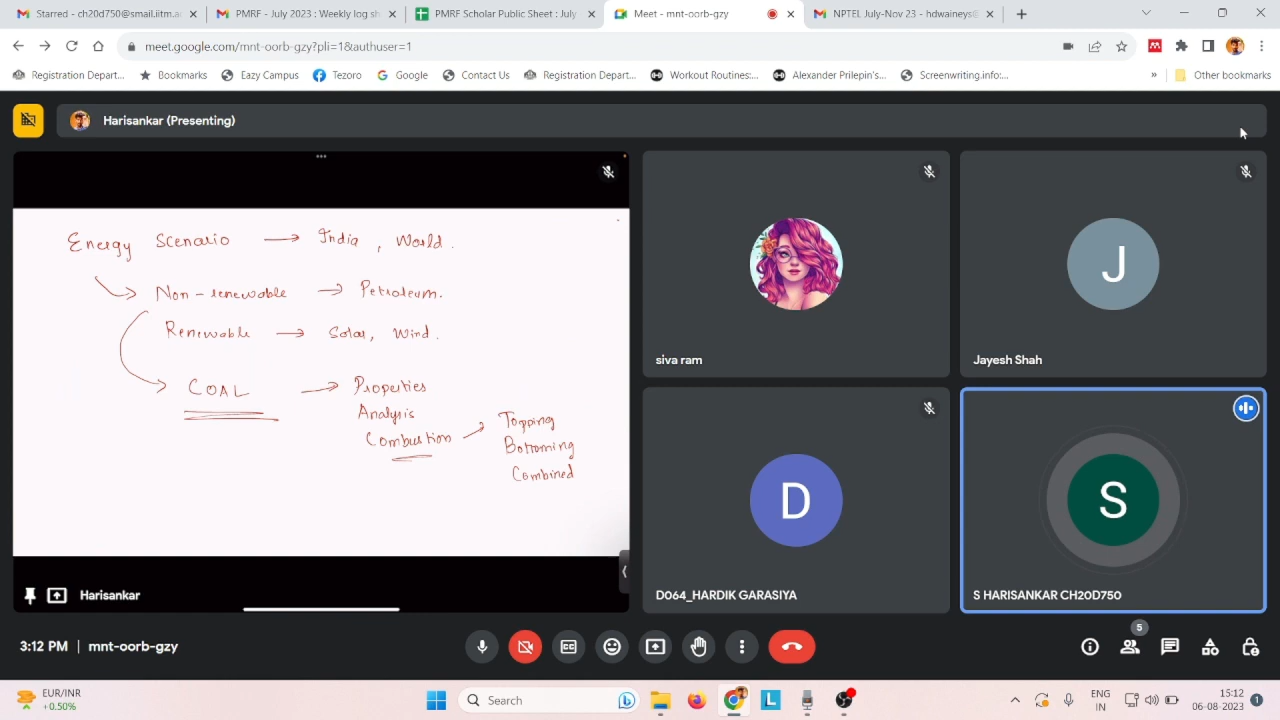 Starred - ch20d750@smail.iitm.a
PMRF - July 2023 : Weekly log sh
PMRF Scholar Public Sheet : July
Meet - mnt-oorb-gzy
NPTEL July-Nov 23 - hdwaineys@
meet.google.com/mnt-oorb-gzy?pli=1&authuser=1
Registration Depart...
Bookmarks
Eazy Campus
Tezoro
Google
Contact Us
Registration Depart...
Workout Routines:...
Alexander Prilepin's...
Screenwriting.info:...
»
Other bookmarks
Harisankar (Presenting)
Energy Scenario → India, World.
Non-renewable → Petroleum.
Renewable → Solar, Wind.
COAL → Properties
Analysis
Combustion → Topping
Bottoming
Combined
Harisankar
siva ram
J
Jayesh Shah
D
D064_HARDIK GARASIYA
S
S HARISANKAR CH20D750
3:12 PM | mnt-oorb-gzy
5
EUR/INR
+0.50%
Search
L
ENG
IN
15:12
06-08-2023
1